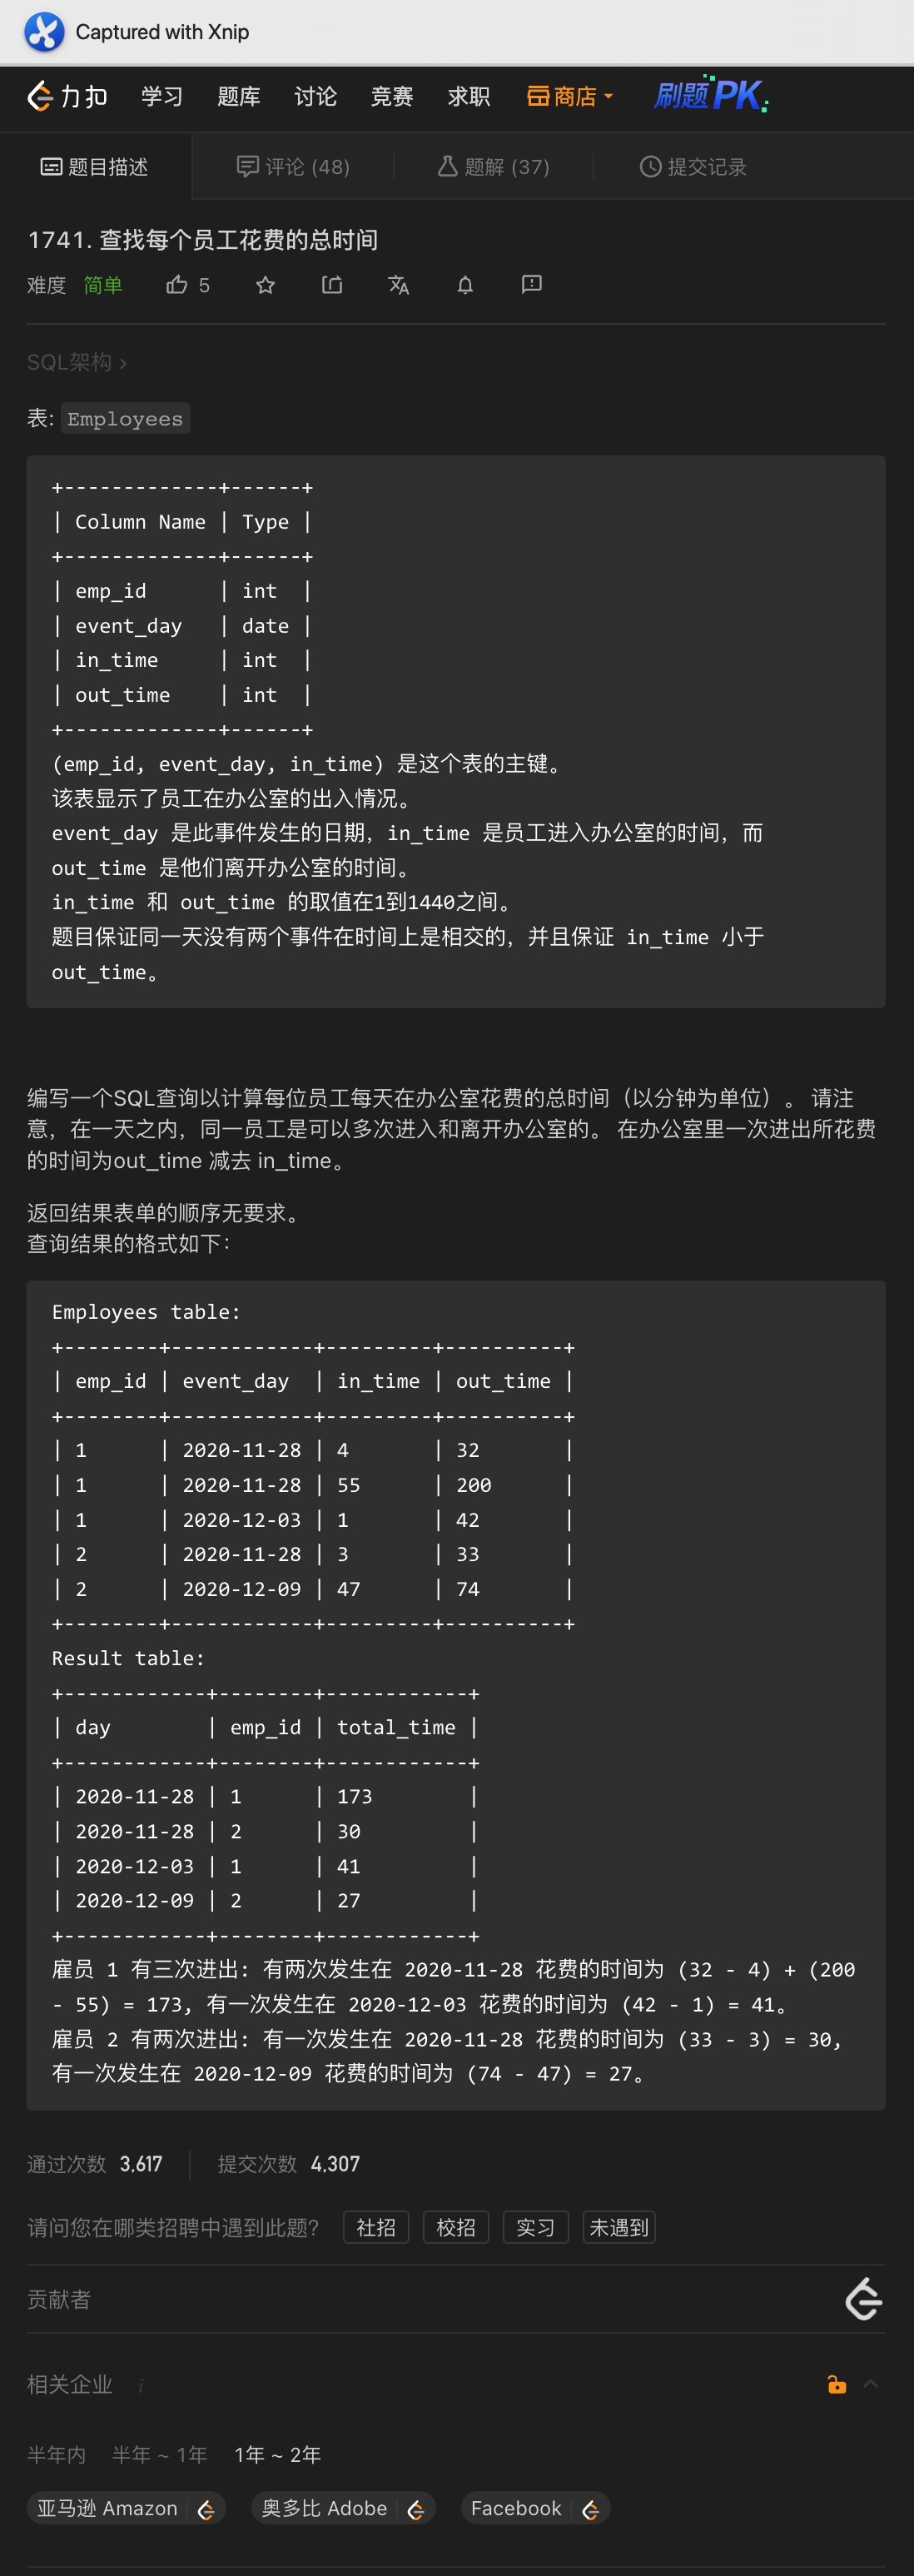 Captured with Xnip
力扣 学习 题库 讨论 竞赛 求职 商店 刷题PK
题目描述 评论 (48) 题解 (37) 提交记录
1741. 查找每个员工花费的总时间
难度 简单 5
SQL架构 >
表: Employees
+-------------+------+
| Column Name | Type |
+-------------+------+
| emp_id      | int  |
| event_day   | date |
| in_time     | int  |
| out_time    | int  |
+-------------+------+
(emp_id, event_day, in_time) 是这个表的主键。
该表显示了员工在办公室的出入情况。
event_day 是此事件发生的日期，in_time 是员工进入办公室的时间，而
out_time 是他们离开办公室的时间。
in_time 和 out_time 的取值在1到1440之间。
题目保证同一天没有两个事件在时间上是相交的，并且保证 in_time 小于
out_time。
编写一个SQL查询以计算每位员工每天在办公室花费的总时间（以分钟为单位）。 请注
意，在一天之内，同一员工是可以多次进入和离开办公室的。 在办公室里一次进出所花费
的时间为out_time 减去 in_time。
返回结果表单的顺序无要求。
查询结果的格式如下：
Employees table:
+--------+------------+---------+----------+
| emp_id | event_day  | in_time | out_time |
+--------+------------+---------+----------+
| 1      | 2020-11-28 | 4       | 32       |
| 1      | 2020-11-28 | 55      | 200      |
| 1      | 2020-12-03 | 1       | 42       |
| 2      | 2020-11-28 | 3       | 33       |
| 2      | 2020-12-09 | 47      | 74       |
+--------+------------+---------+----------+
Result table:
+------------+--------+------------+
| day        | emp_id | total_time |
+------------+--------+------------+
| 2020-11-28 | 1      | 173        |
| 2020-11-28 | 2      | 30         |
| 2020-12-03 | 1      | 41         |
| 2020-12-09 | 2      | 27         |
+------------+--------+------------+
雇员 1 有三次进出: 有两次发生在 2020-11-28 花费的时间为 (32 - 4) + (200
- 55) = 173, 有一次发生在 2020-12-03 花费的时间为 (42 - 1) = 41。
雇员 2 有两次进出: 有一次发生在 2020-11-28 花费的时间为 (33 - 3) = 30,
有一次发生在 2020-12-09 花费的时间为 (74 - 47) = 27。
通过次数 3,617 提交次数 4,307
请问您在哪类招聘中遇到此题? 社招 校招 实习 未遇到
贡献者
相关企业 i
半年内 半年 ~ 1年 1年 ~ 2年
亚马逊 Amazon 奥多比 Adobe Facebook